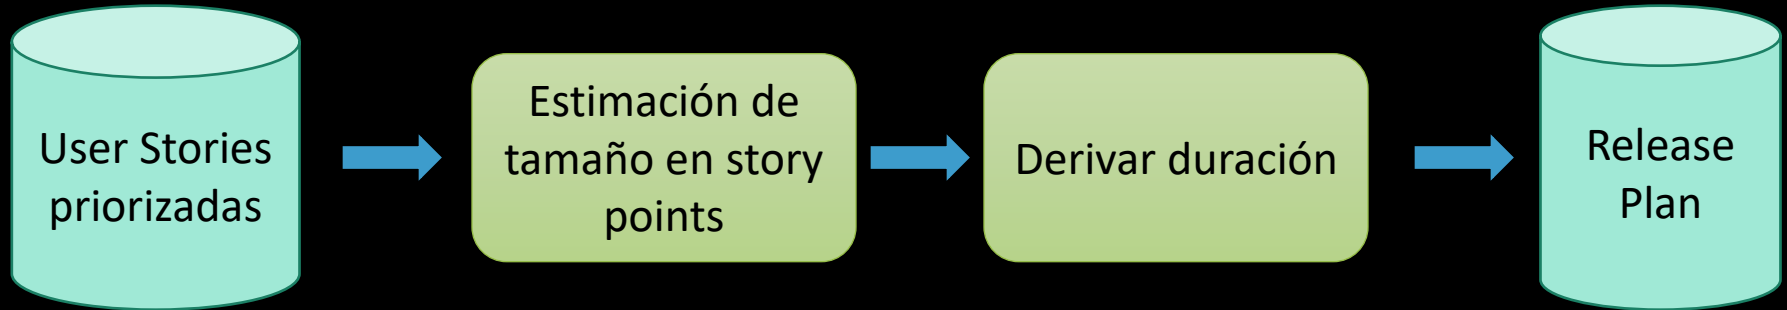 User Stories
priorizadas
Estimación de
tamaño en story
points
Derivar duración
Release
Plan